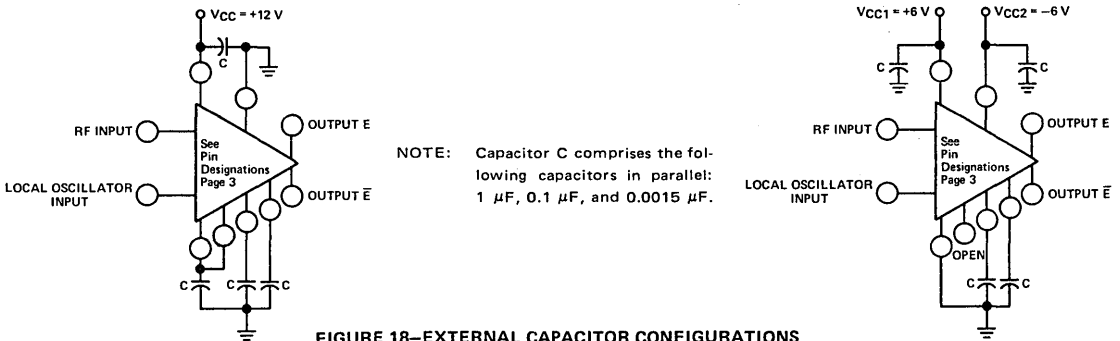 VCC = +12 V
C
RF INPUT
LOCAL OSCILLATOR
INPUT
See
Pin
Designations
Page 3
OUTPUT E
OUTPUT E̅
C
C
C
NOTE: Capacitor C comprises the fol-
lowing capacitors in parallel:
1 μF, 0.1 μF, and 0.0015 μF.
VCC1 = +6 V
VCC2 = −6 V
C
C
RF INPUT
LOCAL OSCILLATOR
INPUT
See
Pin
Designations
Page 3
OUTPUT E
OUTPUT E̅
OPEN
C
C
FIGURE 18–EXTERNAL CAPACITOR CONFIGURATIONS